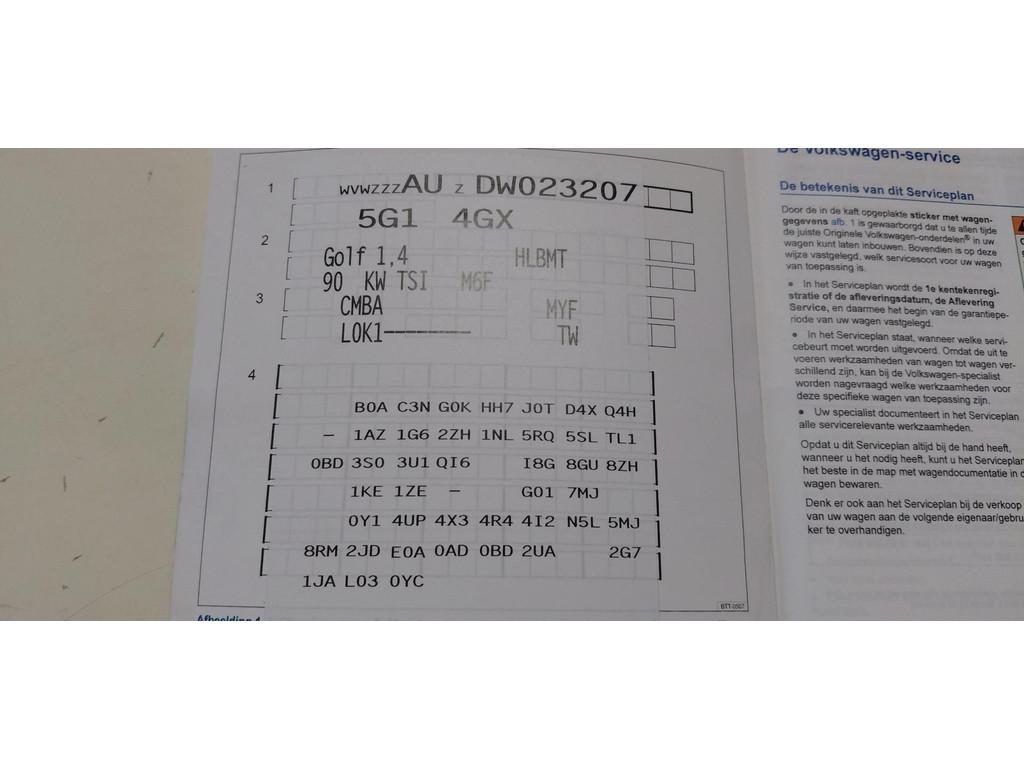 1 WVWZZZAU Z DW023207
5G1 4GX
2
Golf 1,4 HLBMT
90 KW TSI M6F
3 CMBA MYF
L0K1--------- TW
4
B0A C3N G0K HH7 J0T D4X Q4H
- 1AZ 1G6 2ZH 1NL 5RQ 5SL TL1
0BD 3S0 3U1 QI6 I8G 8GU 8ZH
1KE 1ZE - G01 7MJ
0Y1 4UP 4X3 4R4 4I2 N5L 5MJ
8RM 2JD E0A 0AD 0BD 2UA 2G7
1JA L03 0YC
De Volkswagen-service
De betekenis van dit Serviceplan
Door de in de kaft opgeplakte sticker met wagen-
gegevens afb. 1 is gewaarborgd dat u te allen tijde
de juiste Originele Volkswagen-onderdelen® in uw
wagen kunt laten inbouwen. Bovendien is op deze
wijze vastgelegd, welk servicesoort voor uw wagen
van toepassing is.
• In het Serviceplan wordt de 1e kentekenregi-
stratie of de afleveringsdatum, de Aflevering
Service, en daarmee het begin van de garantiepe-
riode van uw wagen vastgelegd.
• In het Serviceplan staat, wanneer welke servi-
cebeurt moet worden uitgevoerd. Omdat de uit te
voeren werkzaamheden van wagen tot wagen ver-
schillend zijn, kan bij de Volkswagen-specialist
worden nagevraagd welke werkzaamheden voor
deze specifieke wagen van toepassing zijn.
• Uw specialist documenteert in het Serviceplan
alle servicerelevante werkzaamheden.
Opdat u dit Serviceplan altijd bij de hand heeft,
wanneer u het nodig heeft, kunt u het Serviceplan
het beste in de map met wagendocumentatie in
wagen bewaren.
Denk er ook aan het Serviceplan bij de verkoop
van uw wagen aan de volgende eigenaar/gebru
ker te overhandigen.